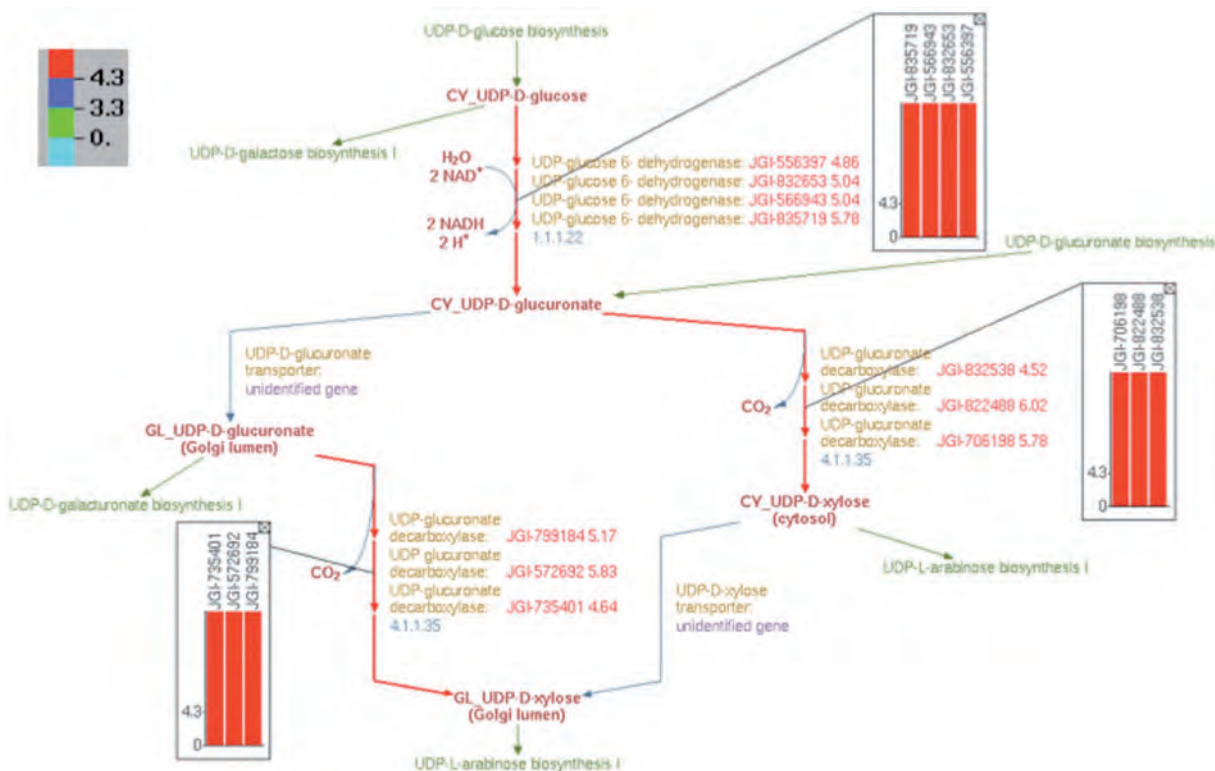 4.3
3.3
0.
UDP-D-glucose biosynthesis
CY_UDP-D-glucose
UDP-D-galactose biosynthesis I
H₂O
2 NAD⁺
2 NADH
2 H⁺
UDP-glucose 6- dehydrogenase: JGI-556397 4.86
UDP-glucose 6- dehydrogenase: JGI-832653 5.04
UDP-glucose 6- dehydrogenase: JGI-566943 5.04
UDP-glucose 6- dehydrogenase: JGI-835719 5.78
1.1.1.22
JGI-835719
JGI-566943
JGI-832653
JGI-556397
4.3
0
UDP-D-glucuronate biosynthesis
CY_UDP-D-glucuronate
UDP-D-glucuronate
transporter:
unidentified gene
GL_UDP-D-glucuronate
(Golgi lumen)
UDP-D-galacturonate biosynthesis I
CO₂
UDP-glucuronate
decarboxylase: JGI-832538 4.52
UDP-glucuronate
decarboxylase: JGI-822488 6.02
UDP-glucuronate
decarboxylase: JGI-706198 5.78
4.1.1.35
JGI-706198
JGI-822488
JGI-832538
4.3
0
CY_UDP-D-xylose
(cytosol)
UDP-L-arabinose biosynthesis I
JGI-735401
JGI-572692
JGI-799184
4.3
0
CO₂
UDP-glucuronate
decarboxylase: JGI-799184 5.17
UDP-glucuronate
decarboxylase: JGI-572692 5.83
UDP-glucuronate
decarboxylase: JGI-735401 4.64
4.1.1.35
UDP-D-xylose
transporter:
unidentified gene
GL_UDP-D-xylose
(Golgi lumen)
UDP-L-arabinose biosynthesis I